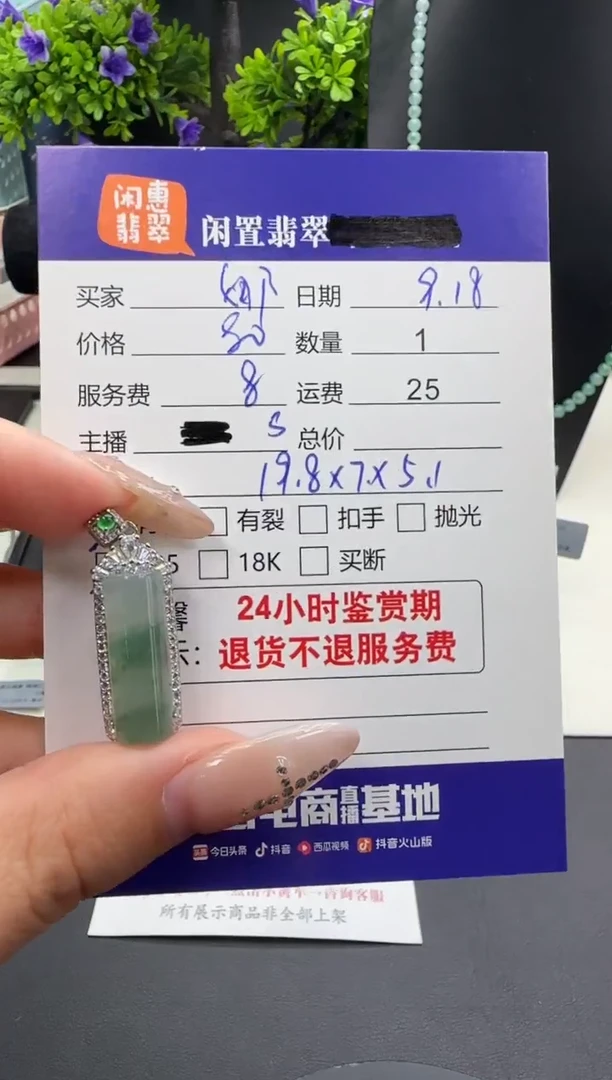 闲惠
翡翠
闲置翡翠
买家 日期 9.18
价格 80 数量 1
服务费 8 运费 25
主播 S 总价
19.8x7x5.1
有裂 扣手 抛光
5 18K 买断
24小时鉴赏期
示：退货不退服务费
电商直播基地
头条 今日头条 抖音 西瓜视频 抖音火山版
所有展示商品非全部上架